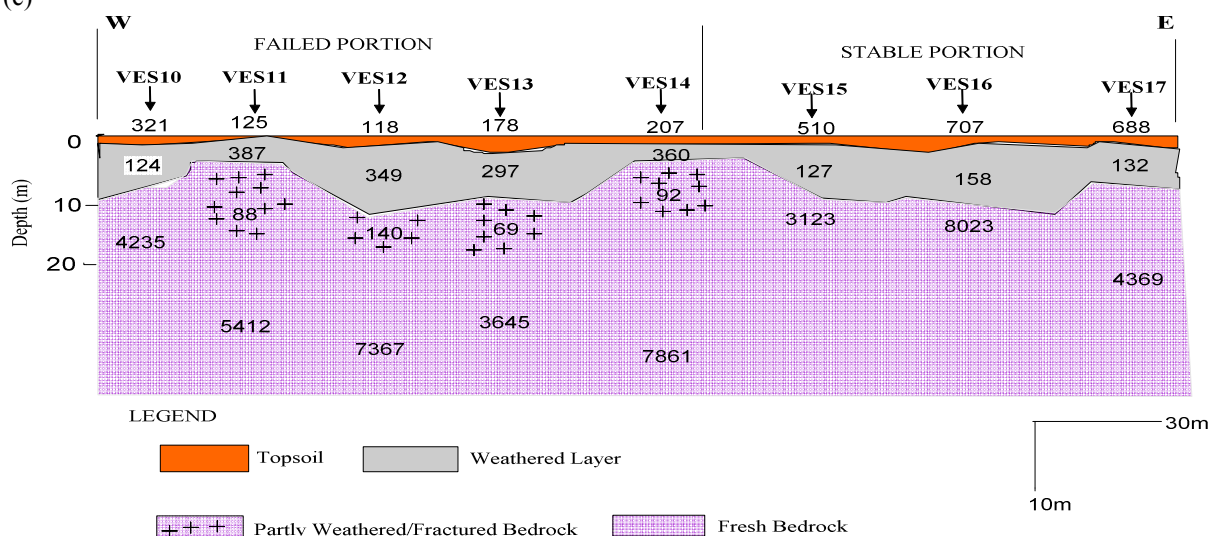 (c)
W E
FAILED PORTION STABLE PORTION
VES10 VES11 VES12 VES13 VES14 VES15 VES16 VES17
321 125 118 178 207 510 707 688
0
124 387 349 297 360 127 158 132
92
10
88 140 69 3123 8023
4235
20
4369
5412 3645
7367 7861
Depth (m)
LEGEND
30m
Topsoil Weathered Layer
10m
Partly Weathered/Fractured Bedrock Fresh Bedrock